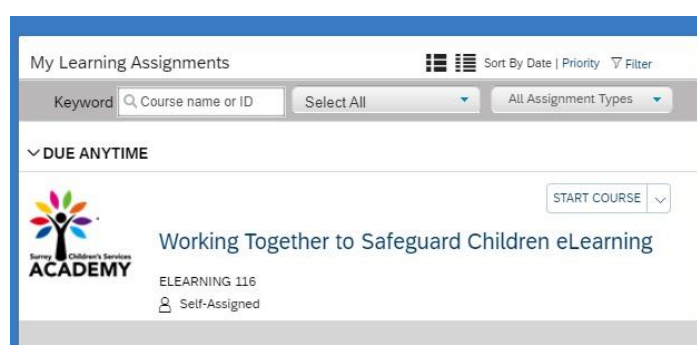 My Learning Assignments
Sort By Date | Priority Filter
Keyword Course name or ID Select All All Assignment Types
DUE ANYTIME
START COURSE
Working Together to Safeguard Children eLearning
Surrey Children's Services
ACADEMY
ELEARNING 116
Self-Assigned